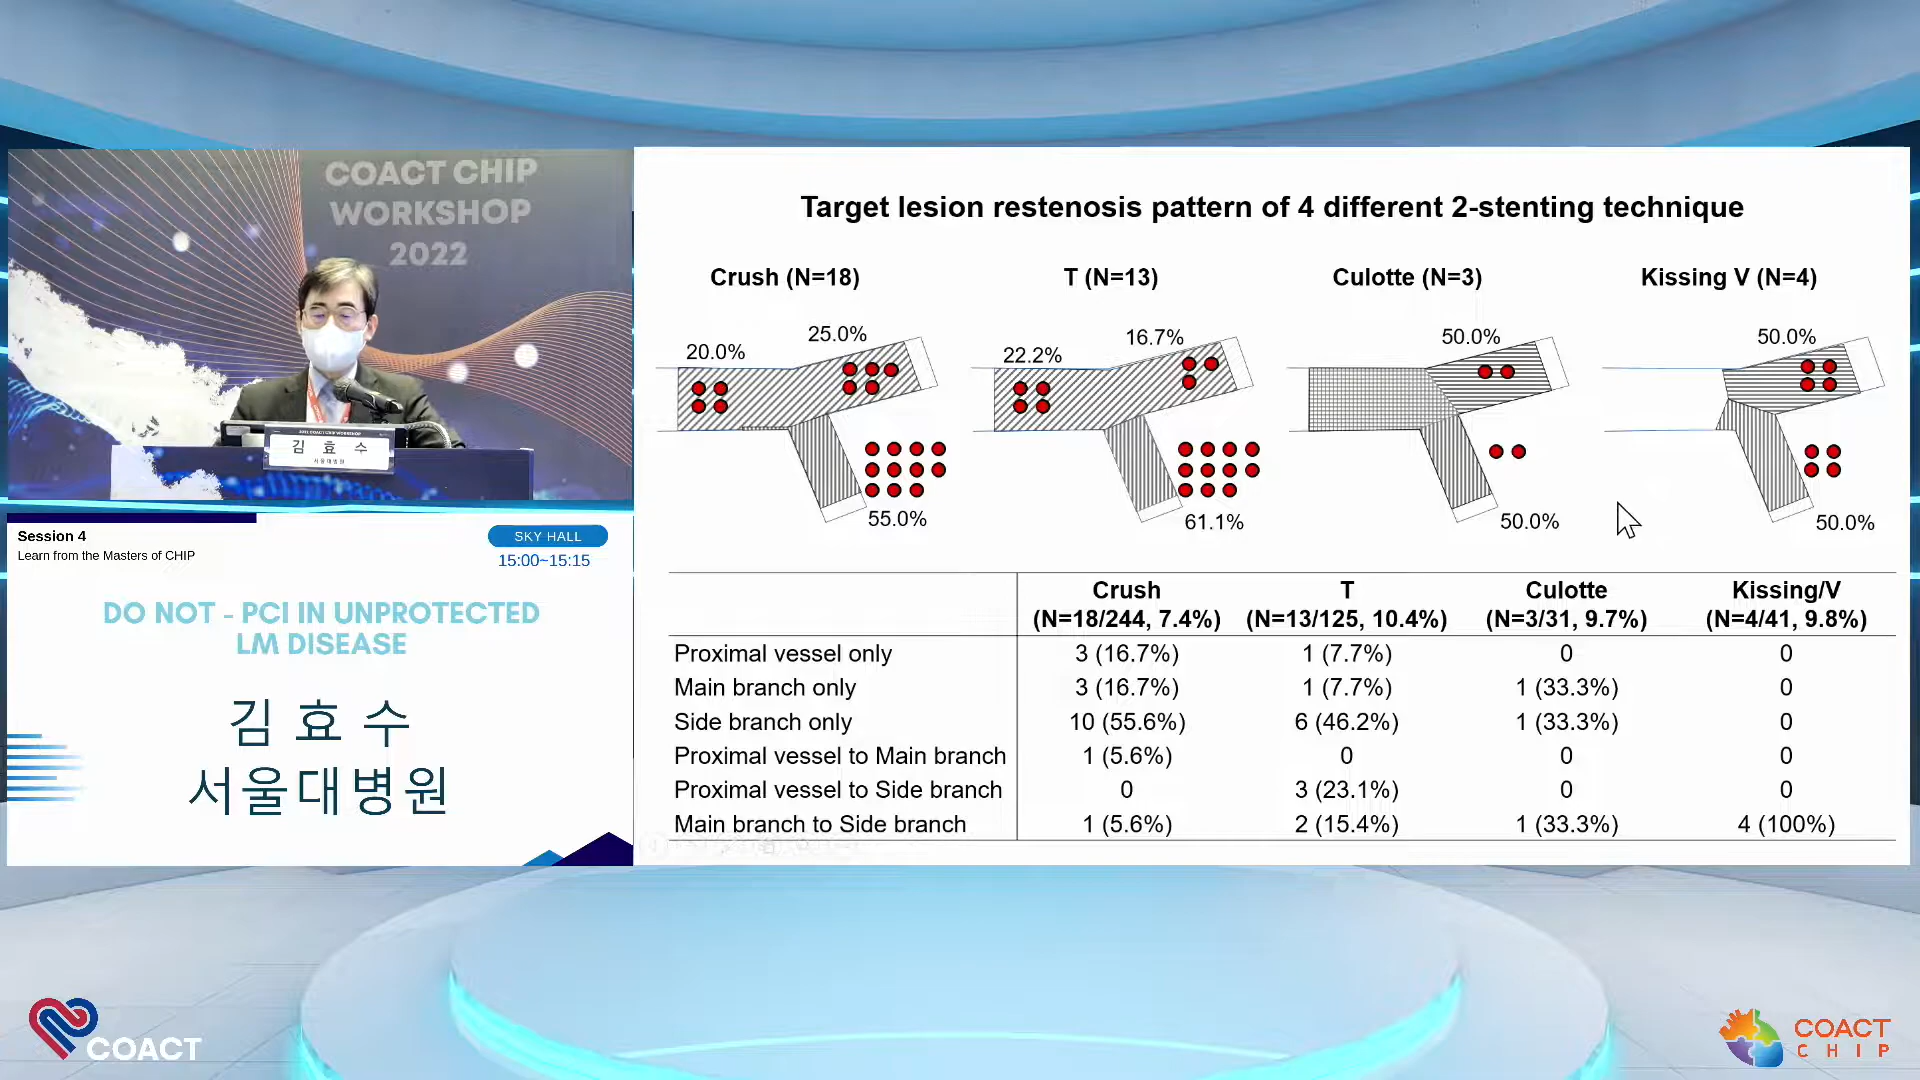 COACT CHIP
WORKSHOP
2022
김 효 수
서울대병원
Session 4
Learn from the Masters of CHIP
SKY HALL
15:00~15:15
DO NOT - PCI IN UNPROTECTED
LM DISEASE
김 효 수
서울대병원
Target lesion restenosis pattern of 4 different 2-stenting technique
Crush (N=18)
T (N=13)
Culotte (N=3)
Kissing V (N=4)
20.0%
25.0%
55.0%
22.2%
16.7%
61.1%
50.0%
50.0%
50.0%
50.0%
Crush T Culotte Kissing/V
(N=18/244, 7.4%) (N=13/125, 10.4%) (N=3/31, 9.7%) (N=4/41, 9.8%)
Proximal vessel only 3 (16.7%) 1 (7.7%) 0 0
Main branch only 3 (16.7%) 1 (7.7%) 1 (33.3%) 0
Side branch only 10 (55.6%) 6 (46.2%) 1 (33.3%) 0
Proximal vessel to Main branch 1 (5.6%) 0 0 0
Proximal vessel to Side branch 0 3 (23.1%) 0 0
Main branch to Side branch 1 (5.6%) 2 (15.4%) 1 (33.3%) 4 (100%)
COACT
COACT
CHIP